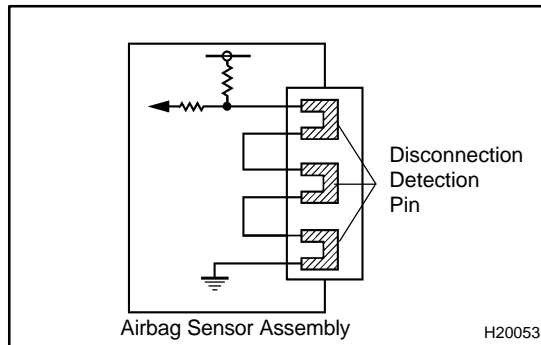 Disconnection
Detection
Pin
Airbag Sensor Assembly
H20053